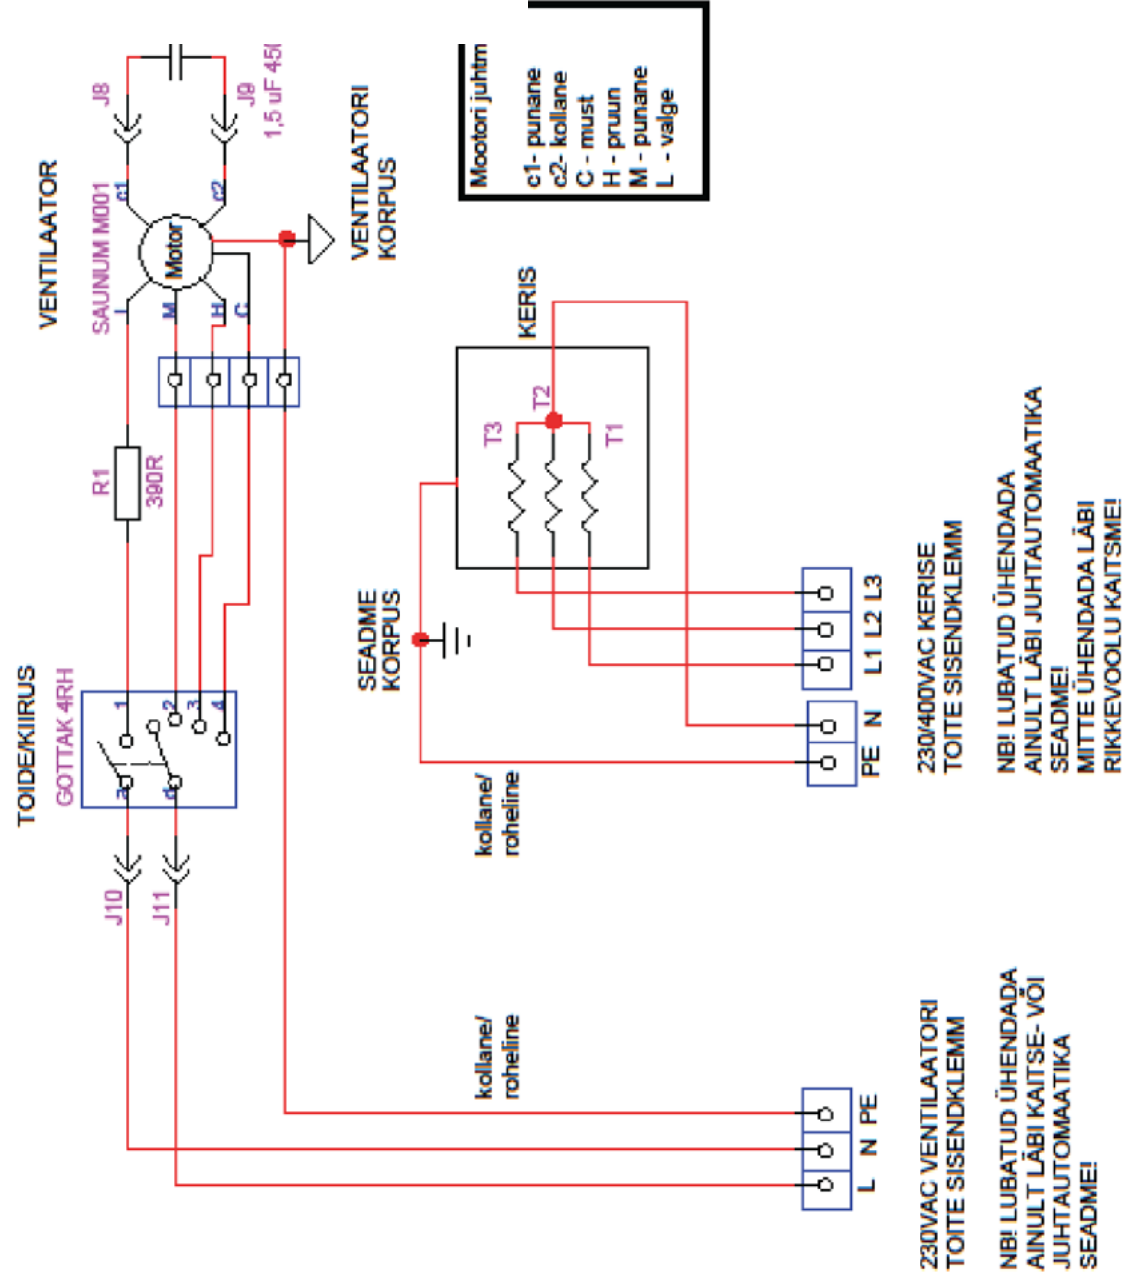 VENTILAATOR
SAUNUM M001
J8
J9
c1
c2
Motor
L
M
H
C
VENTILAATORI
KORPUS
Mootori juhtm
c1- punane
c2- kollane
C - must
H - pruun
M - punane
L - valge
R1
390R
TOIDE/KIIRUS
GOTTAK 4RH
a
d
1
2
3
4
J10
J11
KERIS
T3
T2
T1
SEADME
KORPUS
kollane/
roheline
PE N
L1 L2 L3
230/400VAC KERISE
TOITE SISENDKLEMM
NB! LUBATUD ÜHENDADA
AINULT LÄBI JUHTAUTOMAATIKA
SEADME!
MITTE ÜHENDADA LÄBI
RIKKEVOOLU KAITSME!
kollane/
roheline
L N PE
230VAC VENTILAATORI
TOITE SISENDKLEMM
NB! LUBATUD ÜHENDADA
AINULT LÄBI KAITSE- VÕI
JUHTAUTOMAATIKA
SEADME!
1,5 uF